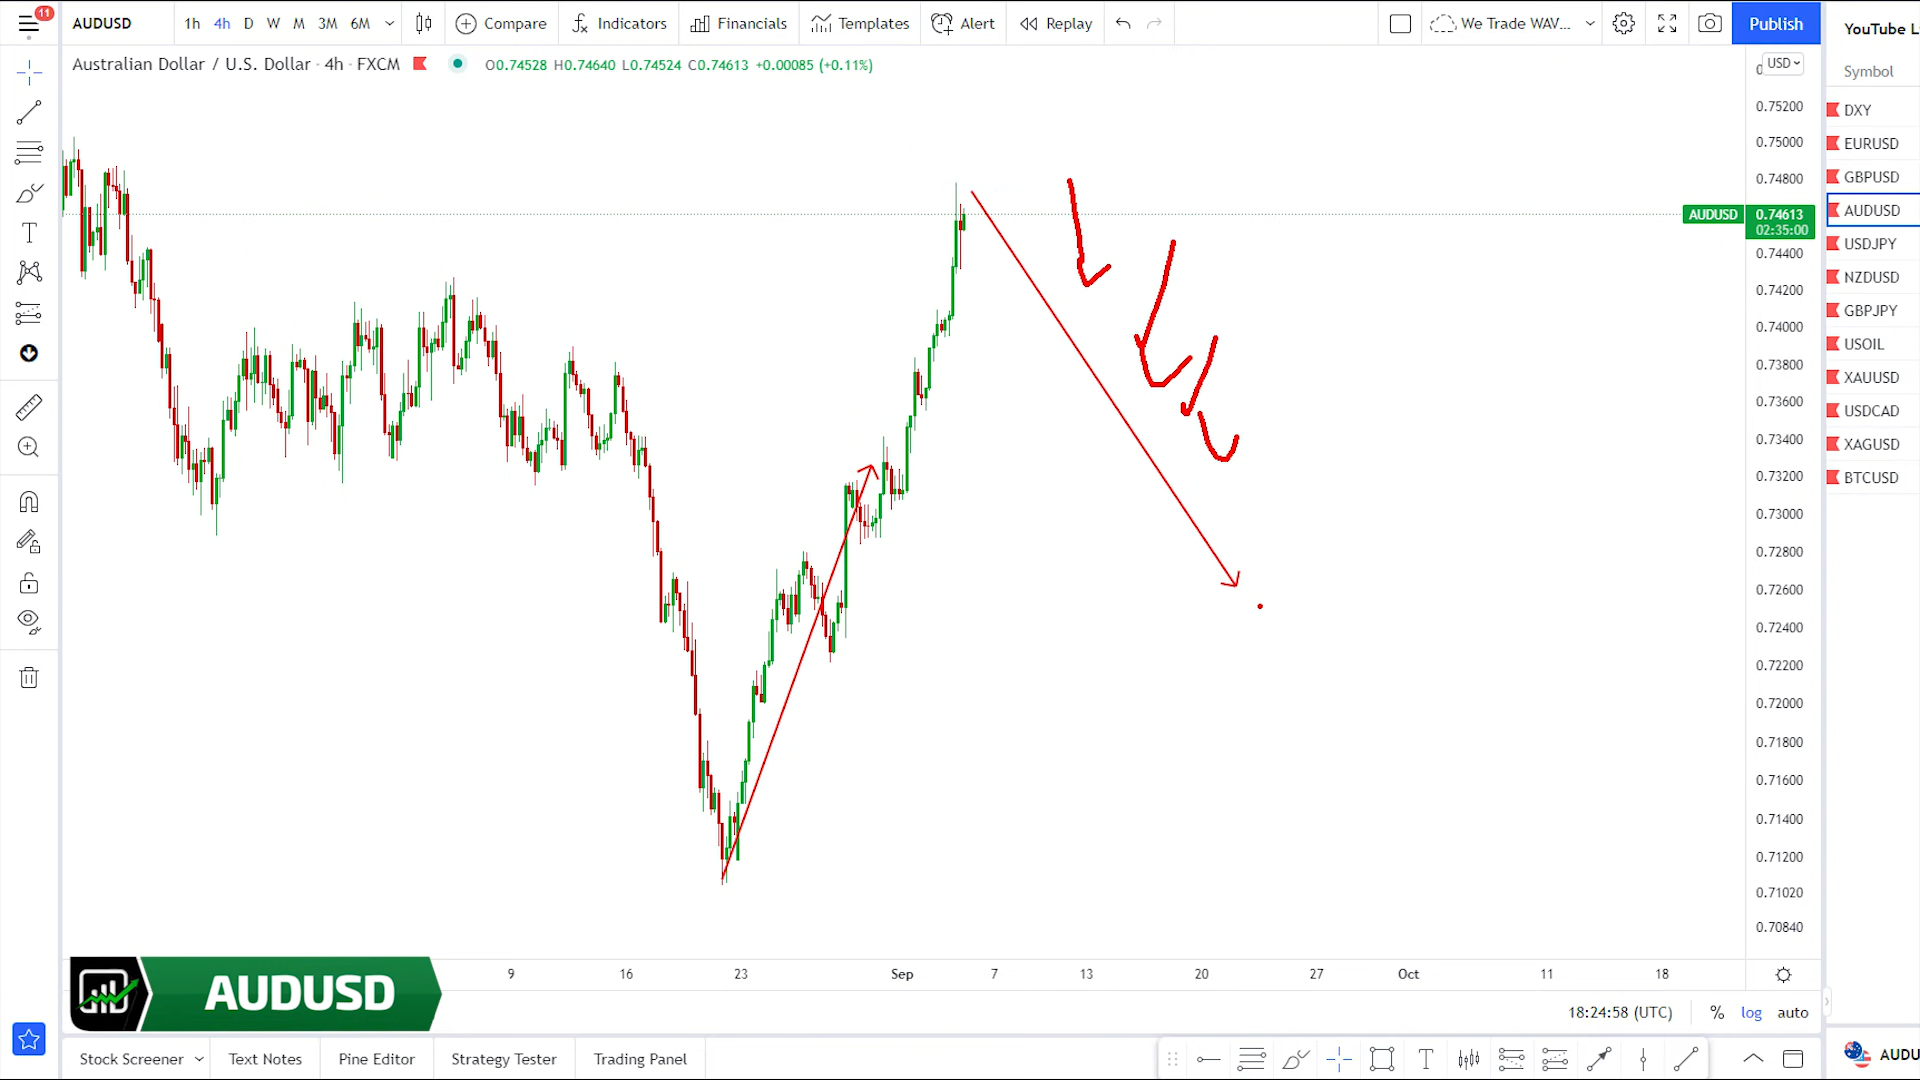 11
AUDUSD 1h 4h D W M 3M 6M Compare Indicators Financials Templates Alert Replay We Trade WAV... Publish
Australian Dollar / U.S. Dollar · 4h · FXCM O0.74528 H0.74640 L0.74524 C0.74613 +0.00085 (+0.11%)
USD
0.75200
0.75000
0.74800
AUDUSD 0.74613
02:35:00
0.74400
0.74200
0.74000
0.73800
0.73600
0.73400
0.73200
0.73000
0.72800
0.72600
0.72400
0.72200
0.72000
0.71800
0.71600
0.71400
0.71200
0.71020
0.70840
YouTube L
Symbol
DXY
EURUSD
GBPUSD
AUDUSD
USDJPY
NZDUSD
GBPJPY
USOIL
XAUUSD
USDCAD
XAGUSD
BTCUSD
9 16 23 Sep 7 13 20 27 Oct 11 18
AUDUSD
18:24:58 (UTC) % log auto
Stock Screener Text Notes Pine Editor Strategy Tester Trading Panel
AUDU